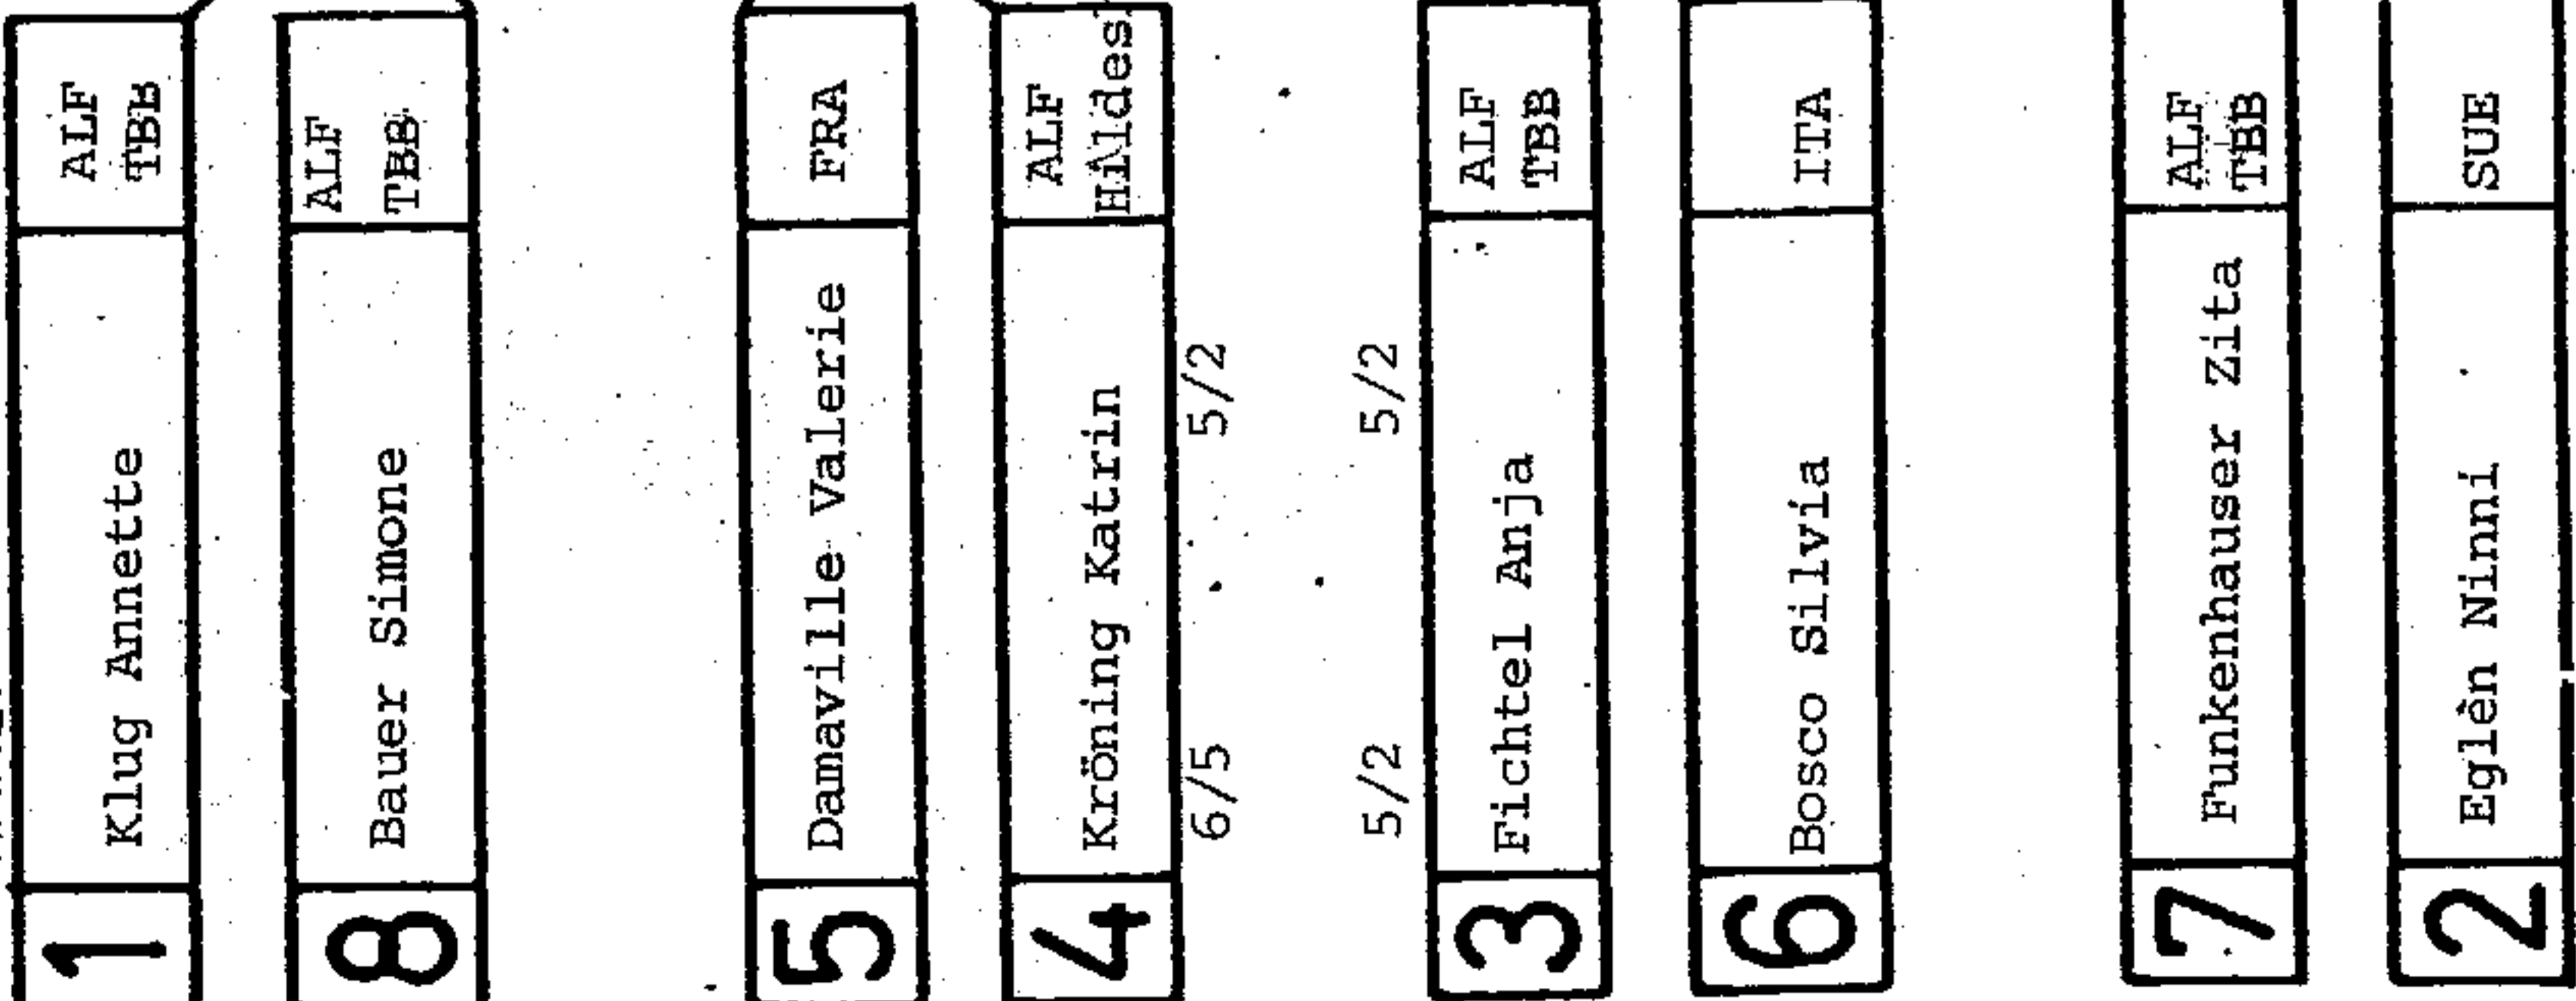 1 Klug Annette ALF
TBB
8 Bauer Simone ALF
TBB
5 Damaville Valerie FRA
4 Kröning Katrin ALF
Hildes
6/5 5/2
5/2 5/2
3 Fichtel Anja ALF
TBB
6 Bosco Silvia ITA
7 Funkenhauser Zita ALF
TBB
2 Eglèn Ninni SUE